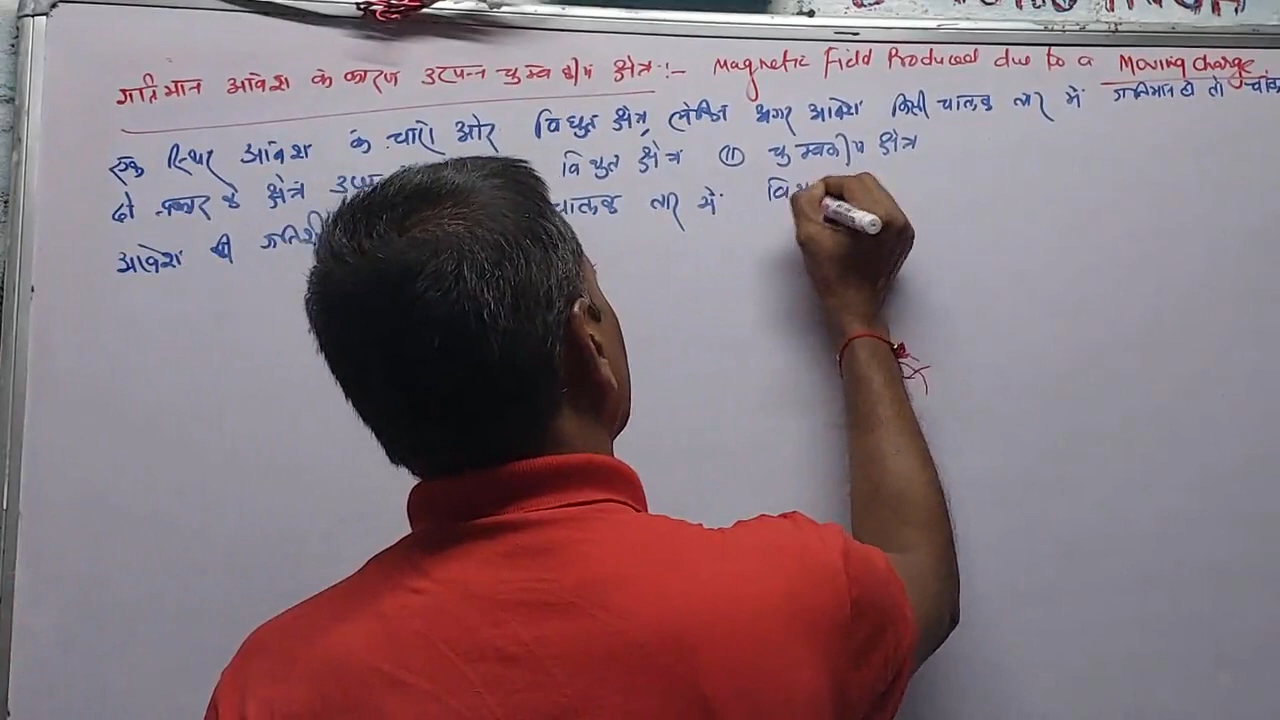 गतिमान आवेश के कारण उत्पन्न चुम्बकीय क्षेत्र :- Magnetic Field Produced due to a Moving charge
एक स्थिर आवेश के चारो ओर विधुत क्षेत्र, लेकिन अगर आवेश किसी चालक तार में गतिमान हो तो
दो प्रकार के क्षेत्र विधुत क्षेत्र (ii) चुम्बकीय क्षेत्र
आवेश की चालक तार में